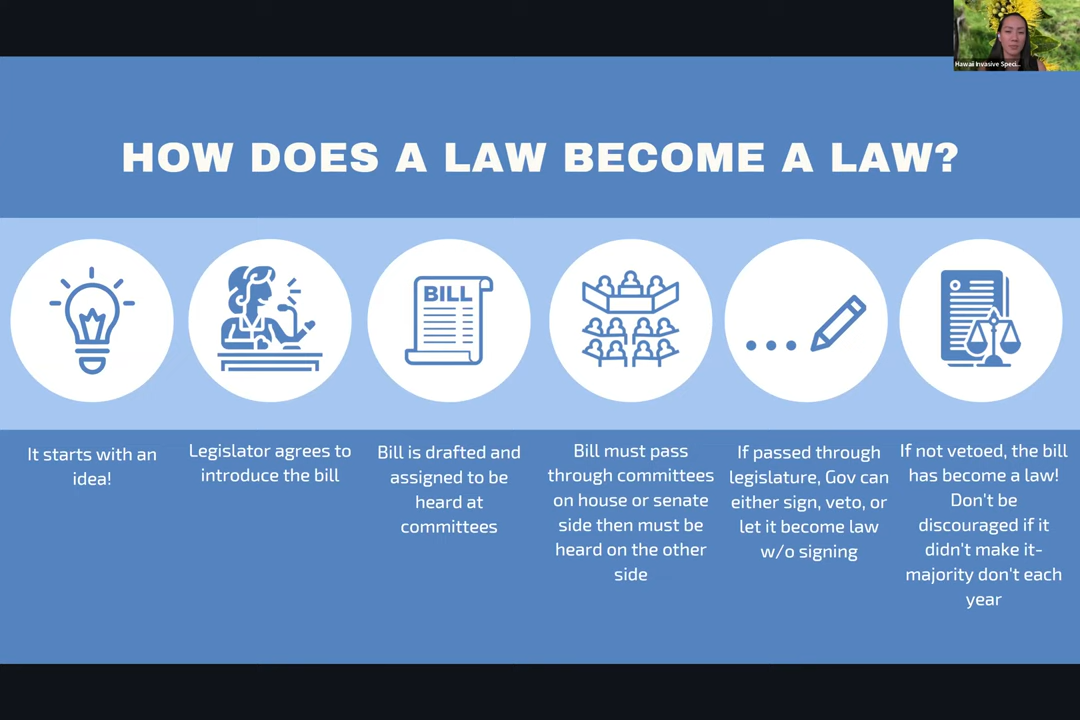 Hawaii Invasive Speci...
HOW DOES A LAW BECOME A LAW?
BILL
It starts with an
idea!
Legislator agrees to
introduce the bill
Bill is drafted and
assigned to be
heard at
committees
Bill must pass
through committees
on house or senate
side then must be
heard on the other
side
If passed through
legislature, Gov can
either sign, veto, or
let it become law
w/o signing
If not vetoed, the bill
has become a law!
Don't be
discouraged if it
didn't make it-
majority don't each
year